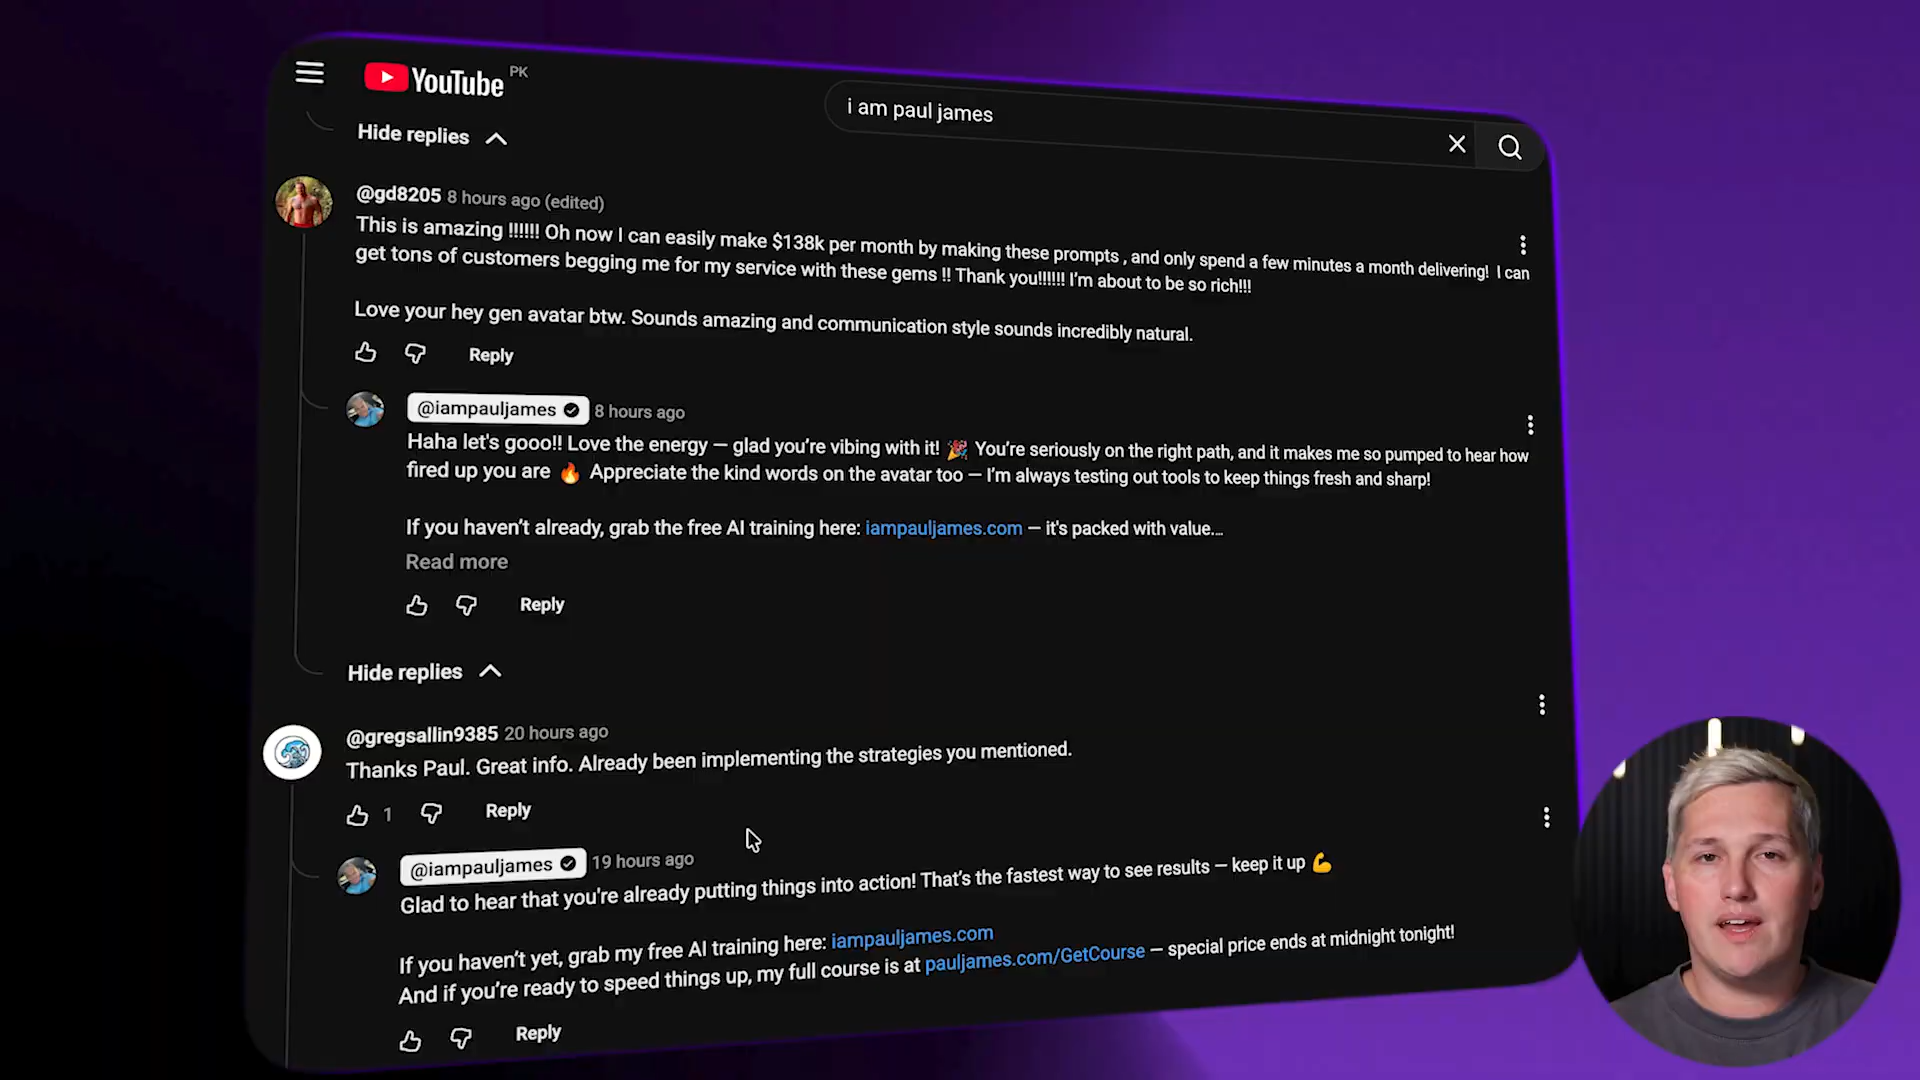 YouTube PK
i am paul james
Hide replies
@gd8205 8 hours ago (edited)
This is amazing !!!!!! Oh now I can easily make $138k per month by making these prompts , and only spend a few minutes a month delivering! I can
get tons of customers begging me for my service with these gems !! Thank you!!!!!! I'm about to be so rich!!!
Love your hey gen avatar btw. Sounds amazing and communication style sounds incredibly natural.
Reply
@iampauljames 8 hours ago
Haha let's gooo!! Love the energy — glad you're vibing with it! 🎉 You're seriously on the right path, and it makes me so pumped to hear how
fired up you are 🔥 Appreciate the kind words on the avatar too — I'm always testing out tools to keep things fresh and sharp!
If you haven't already, grab the free AI training here: iampauljames.com — it's packed with value...
Read more
Reply
Hide replies
@gregsallin9385 20 hours ago
Thanks Paul. Great info. Already been implementing the strategies you mentioned.
1 Reply
@iampauljames 19 hours ago
Glad to hear that you're already putting things into action! That's the fastest way to see results — keep it up 💪
If you haven't yet, grab my free AI training here: iampauljames.com
And if you're ready to speed things up, my full course is at pauljames.com/GetCourse — special price ends at midnight tonight!
Reply